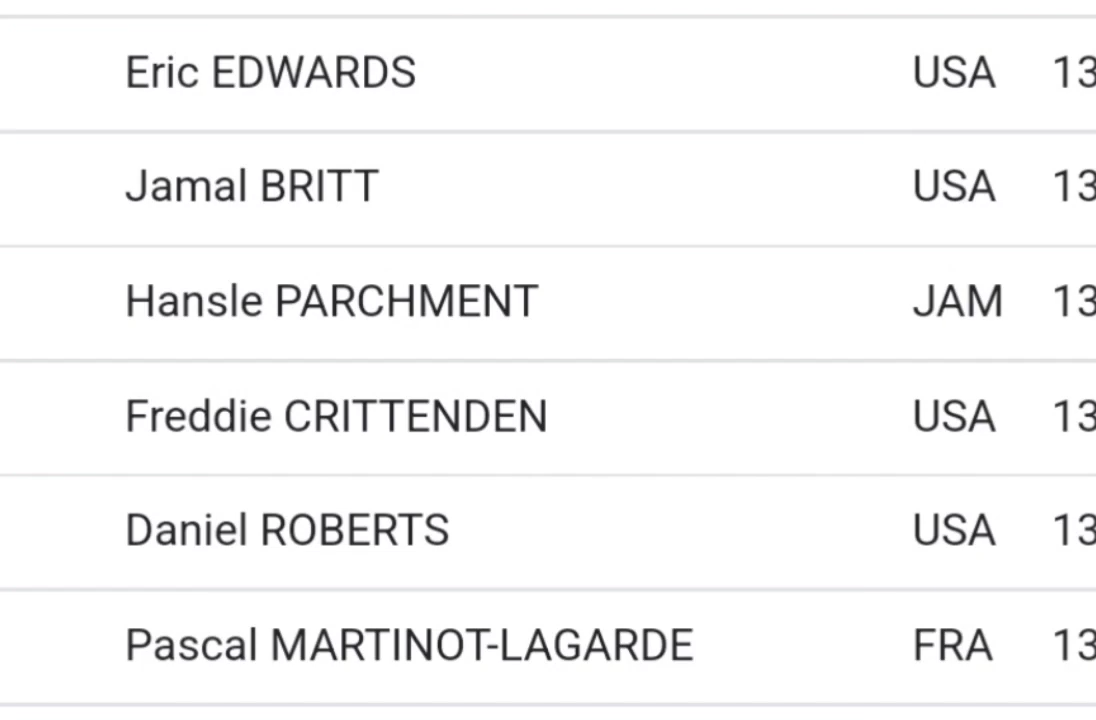 Eric EDWARDS USA 13
Jamal BRITT USA 13
Hansle PARCHMENT JAM 13
Freddie CRITTENDEN USA 13
Daniel ROBERTS USA 13
Pascal MARTINOT-LAGARDE FRA 13